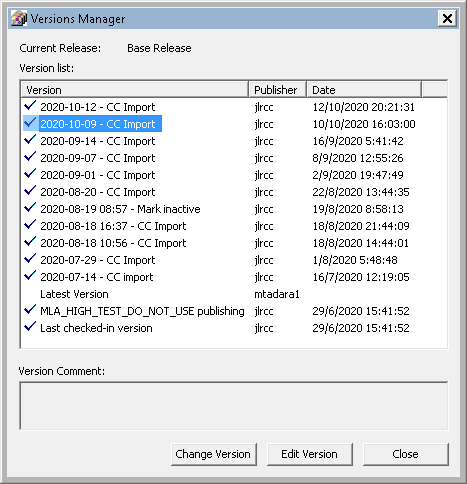 Versions Manager
Current Release: Base Release
Version list:
Version Publisher Date
2020-10-12 - CC Import jlrcc 12/10/2020 20:21:31
2020-10-09 - CC Import jlrcc 10/10/2020 16:03:00
2020-09-14 - CC Import jlrcc 16/9/2020 5:41:42
2020-09-07 - CC Import jlrcc 8/9/2020 12:55:26
2020-09-01 - CC Import jlrcc 2/9/2020 19:47:49
2020-08-20 - CC Import jlrcc 22/8/2020 13:44:35
2020-08-19 08:57 - Mark inactive jlrcc 19/8/2020 8:58:13
2020-08-18 16:37 - CC Import jlrcc 18/8/2020 21:44:09
2020-08-18 10:56 - CC Import jlrcc 18/8/2020 14:44:01
2020-07-29 - CC Import jlrcc 1/8/2020 5:48:48
2020-07-14 - CC import jlrcc 16/7/2020 12:19:05
Latest Version mtadara1
MLA_HIGH_TEST_DO_NOT_USE publishing jlrcc 29/6/2020 15:41:52
Last checked-in version jlrcc 29/6/2020 15:41:52
Version Comment:
Change Version Edit Version Close